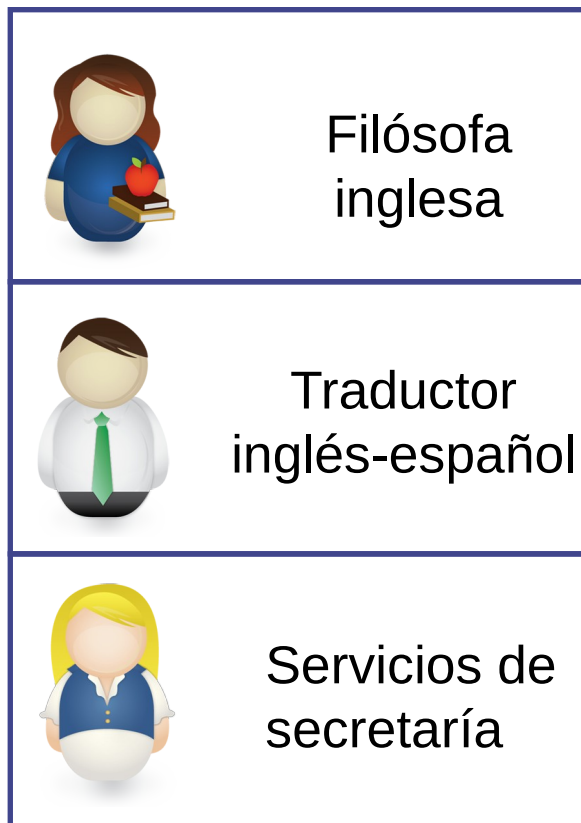 Filósofa
inglesa
Traductor
inglés-español
Servicios de
secretaría